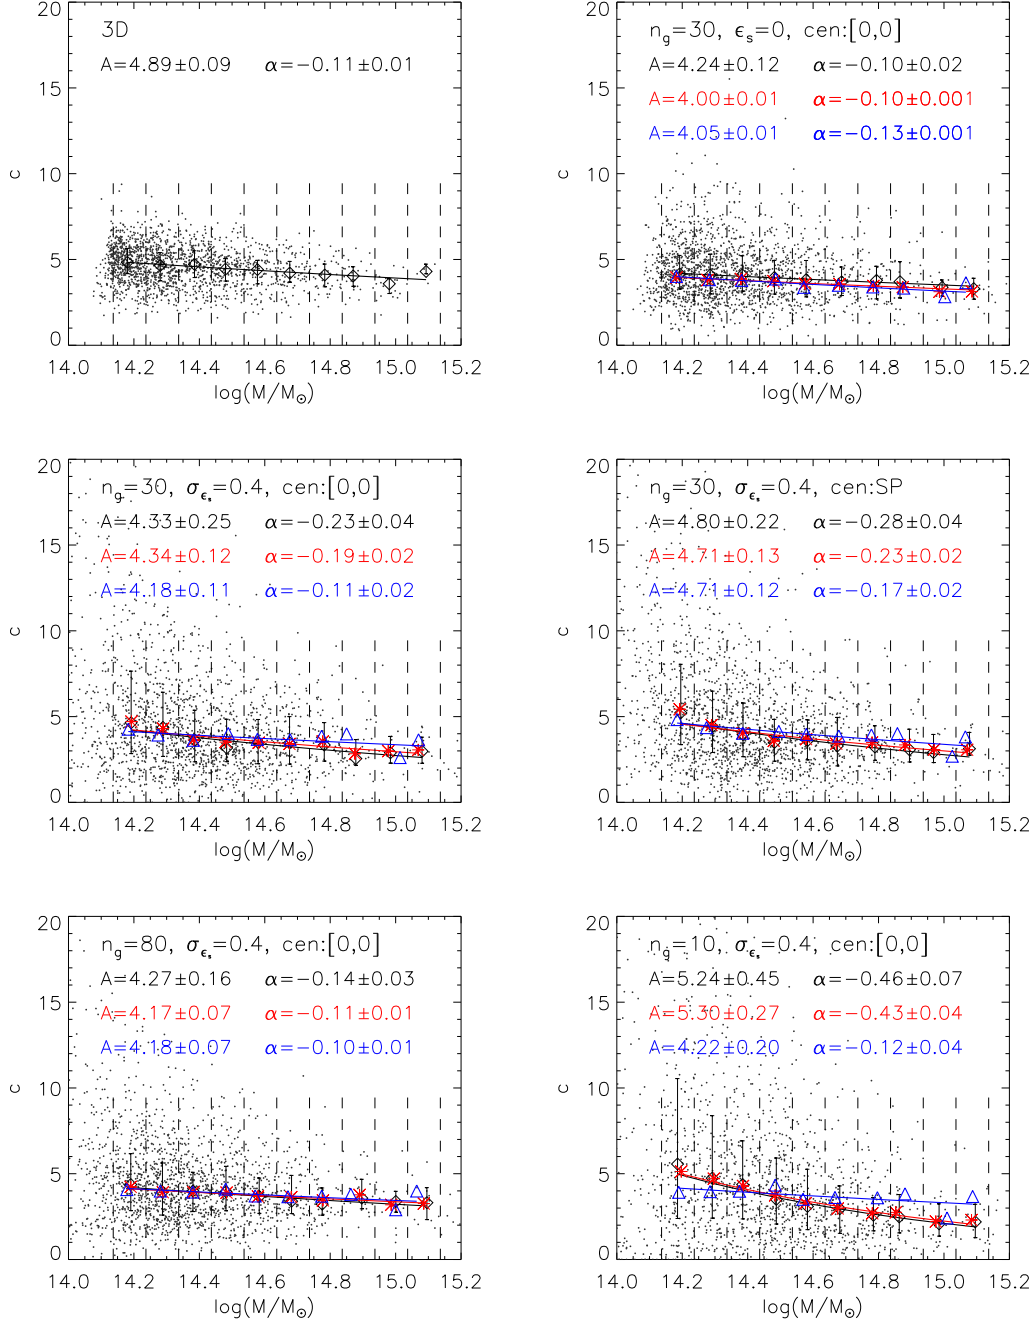 3D
A=4.89±0.09 α=−0.11±0.01
20
15
10
5
0
c
14.0 14.2 14.4 14.6 14.8 15.0 15.2
log(M/M⊙)
n_g=30, ϵ_s=0, cen:[0,0]
A=4.24±0.12 α=−0.10±0.02
A=4.00±0.01 α=−0.10±0.001
A=4.05±0.01 α=−0.13±0.001
20
15
10
5
0
c
14.0 14.2 14.4 14.6 14.8 15.0 15.2
log(M/M⊙)
n_g=30, σ_ϵs=0.4, cen:[0,0]
A=4.33±0.25 α=−0.23±0.04
A=4.34±0.12 α=−0.19±0.02
A=4.18±0.11 α=−0.11±0.02
20
15
10
5
0
c
14.0 14.2 14.4 14.6 14.8 15.0 15.2
log(M/M⊙)
n_g=30, σ_ϵs=0.4, cen:SP
A=4.80±0.22 α=−0.28±0.04
A=4.71±0.13 α=−0.23±0.02
A=4.71±0.12 α=−0.17±0.02
20
15
10
5
0
c
14.0 14.2 14.4 14.6 14.8 15.0 15.2
log(M/M⊙)
n_g=80, σ_ϵs=0.4, cen:[0,0]
A=4.27±0.16 α=−0.14±0.03
A=4.17±0.07 α=−0.11±0.01
A=4.18±0.07 α=−0.10±0.01
20
15
10
5
0
c
14.0 14.2 14.4 14.6 14.8 15.0 15.2
log(M/M⊙)
n_g=10, σ_ϵs=0.4, cen:[0,0]
A=5.24±0.45 α=−0.46±0.07
A=5.30±0.27 α=−0.43±0.04
A=4.22±0.20 α=−0.12±0.04
20
15
10
5
0
c
14.0 14.2 14.4 14.6 14.8 15.0 15.2
log(M/M⊙)